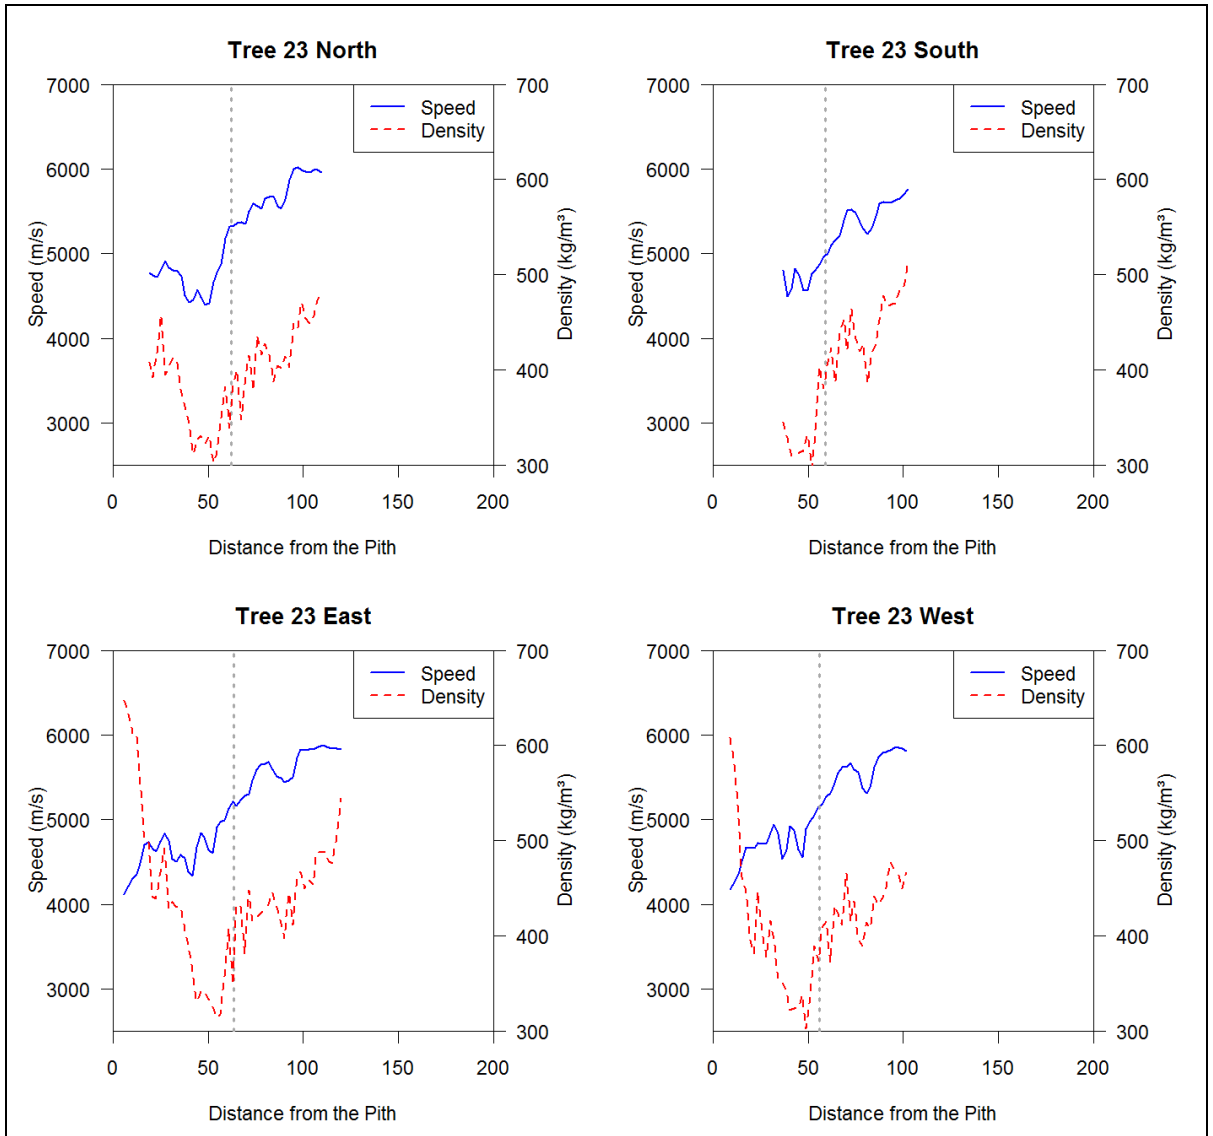 Tree 23 North
7000
6000
5000
4000
3000
Speed (m/s)
700
600
500
400
300
Density (kg/m³)
Speed
Density
0 50 100 150 200
Distance from the Pith
Tree 23 South
7000
6000
5000
4000
3000
Speed (m/s)
700
600
500
400
300
Density (kg/m³)
Speed
Density
0 50 100 150 200
Distance from the Pith
Tree 23 East
7000
6000
5000
4000
3000
Speed (m/s)
700
600
500
400
300
Density (kg/m³)
Speed
Density
0 50 100 150 200
Distance from the Pith
Tree 23 West
7000
6000
5000
4000
3000
Speed (m/s)
700
600
500
400
300
Density (kg/m³)
Speed
Density
0 50 100 150 200
Distance from the Pith